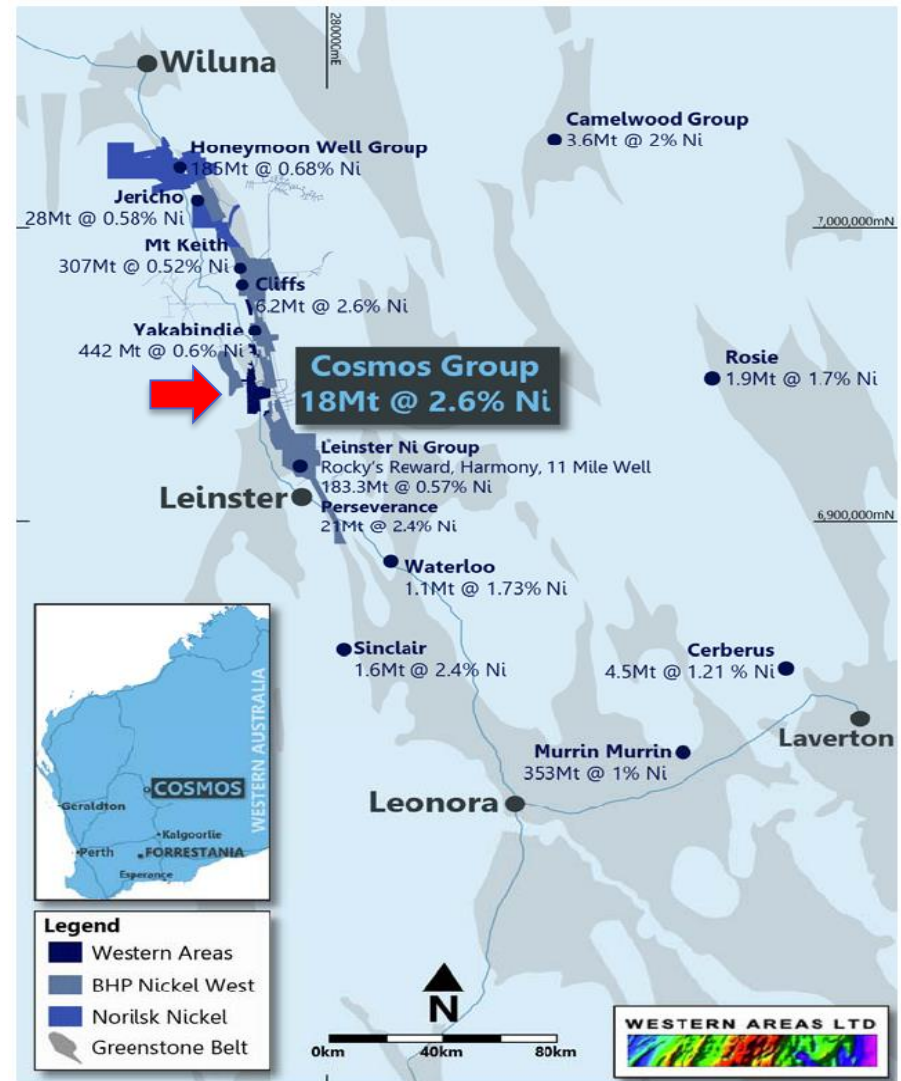 280000mE
Wiluna
Camelwood Group
3.6Mt @ 2% Ni
Honeymoon Well Group
185Mt @ 0.68% Ni
Jericho
28Mt @ 0.58% Ni
7,000,000mN
Mt Keith
307Mt @ 0.52% Ni
Cliffs
6.2Mt @ 2.6% Ni
Yakabindie
442 Mt @ 0.6% Ni
Cosmos Group
18Mt @ 2.6% Ni
Rosie
1.9Mt @ 1.7% Ni
Leinster Ni Group
Rocky's Reward, Harmony, 11 Mile Well
183.3Mt @ 0.57% Ni
Leinster
Perseverance
21Mt @ 2.4% Ni
6,900,000mN
Waterloo
1.1Mt @ 1.73% Ni
Sinclair
1.6Mt @ 2.4% Ni
Cerberus
4.5Mt @ 1.21 % Ni
Laverton
Murrin Murrin
353Mt @ 1% Ni
Leonora
WESTERN AUSTRALIA
COSMOS
Geraldton
Kalgoorlie
Perth
FORRESTANIA
Esperance
Legend
Western Areas
BHP Nickel West
Norilsk Nickel
Greenstone Belt
N
0km 40km 80km
WESTERN AREAS LTD